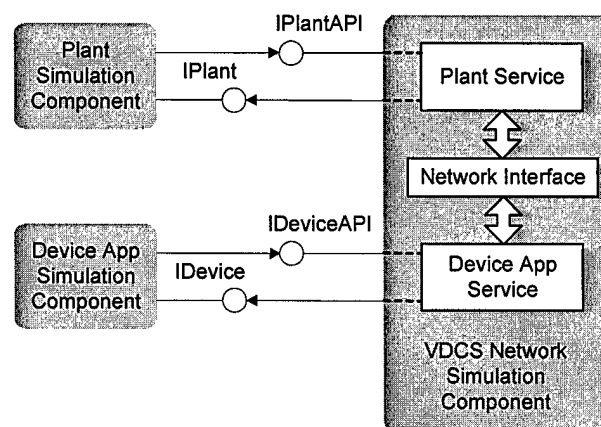 IPlantAPI
Plant
Simulation
Component
IPlant
Plant Service
Network Interface
IDeviceAPI
Device App
Simulation
Component
IDevice
Device App
Service
VDCS Network
Simulation
Component